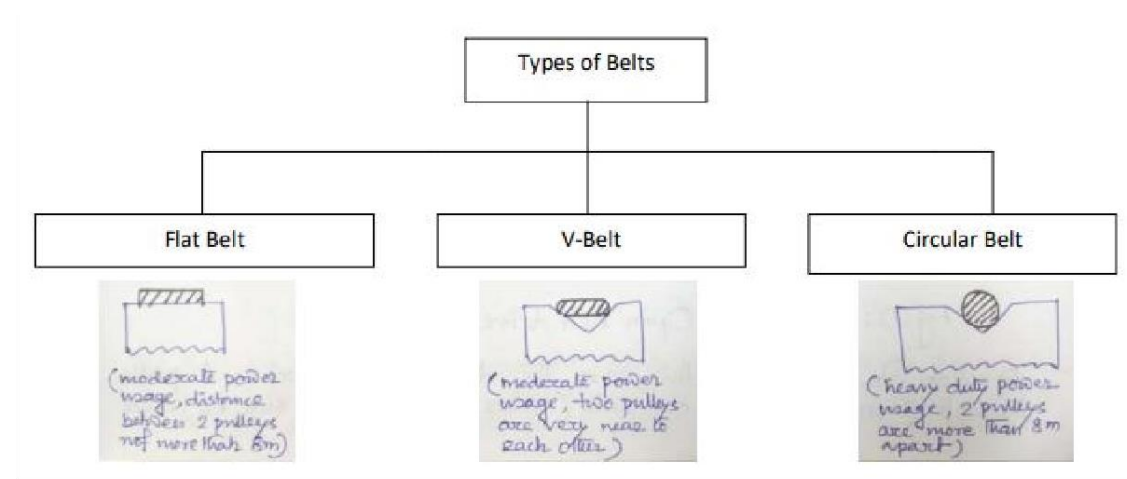 Types of Belts
Flat Belt
V-Belt
Circular Belt
(moderate power
usage, distance
between 2 pulleys
not more than 8m)
(moderate power
usage, two pulleys
are very near to
each other)
(heavy duty power
usage, 2 pulleys
are more than 8m
apart)